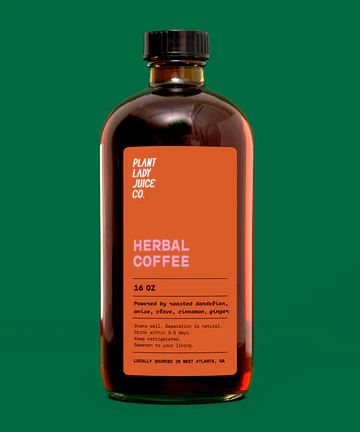 PLANT
LADY
JUICE
CO.
HERBAL
COFFEE
16 OZ
Powered by roasted dandelion,
anise, clove, cinnamon, ginger
Shake well. Separation is natural.
Drink within 3-5 days.
Keep refrigerated.
Sweeten to your liking.
LOCALLY SOURCED IN WEST ATLANTA, GA